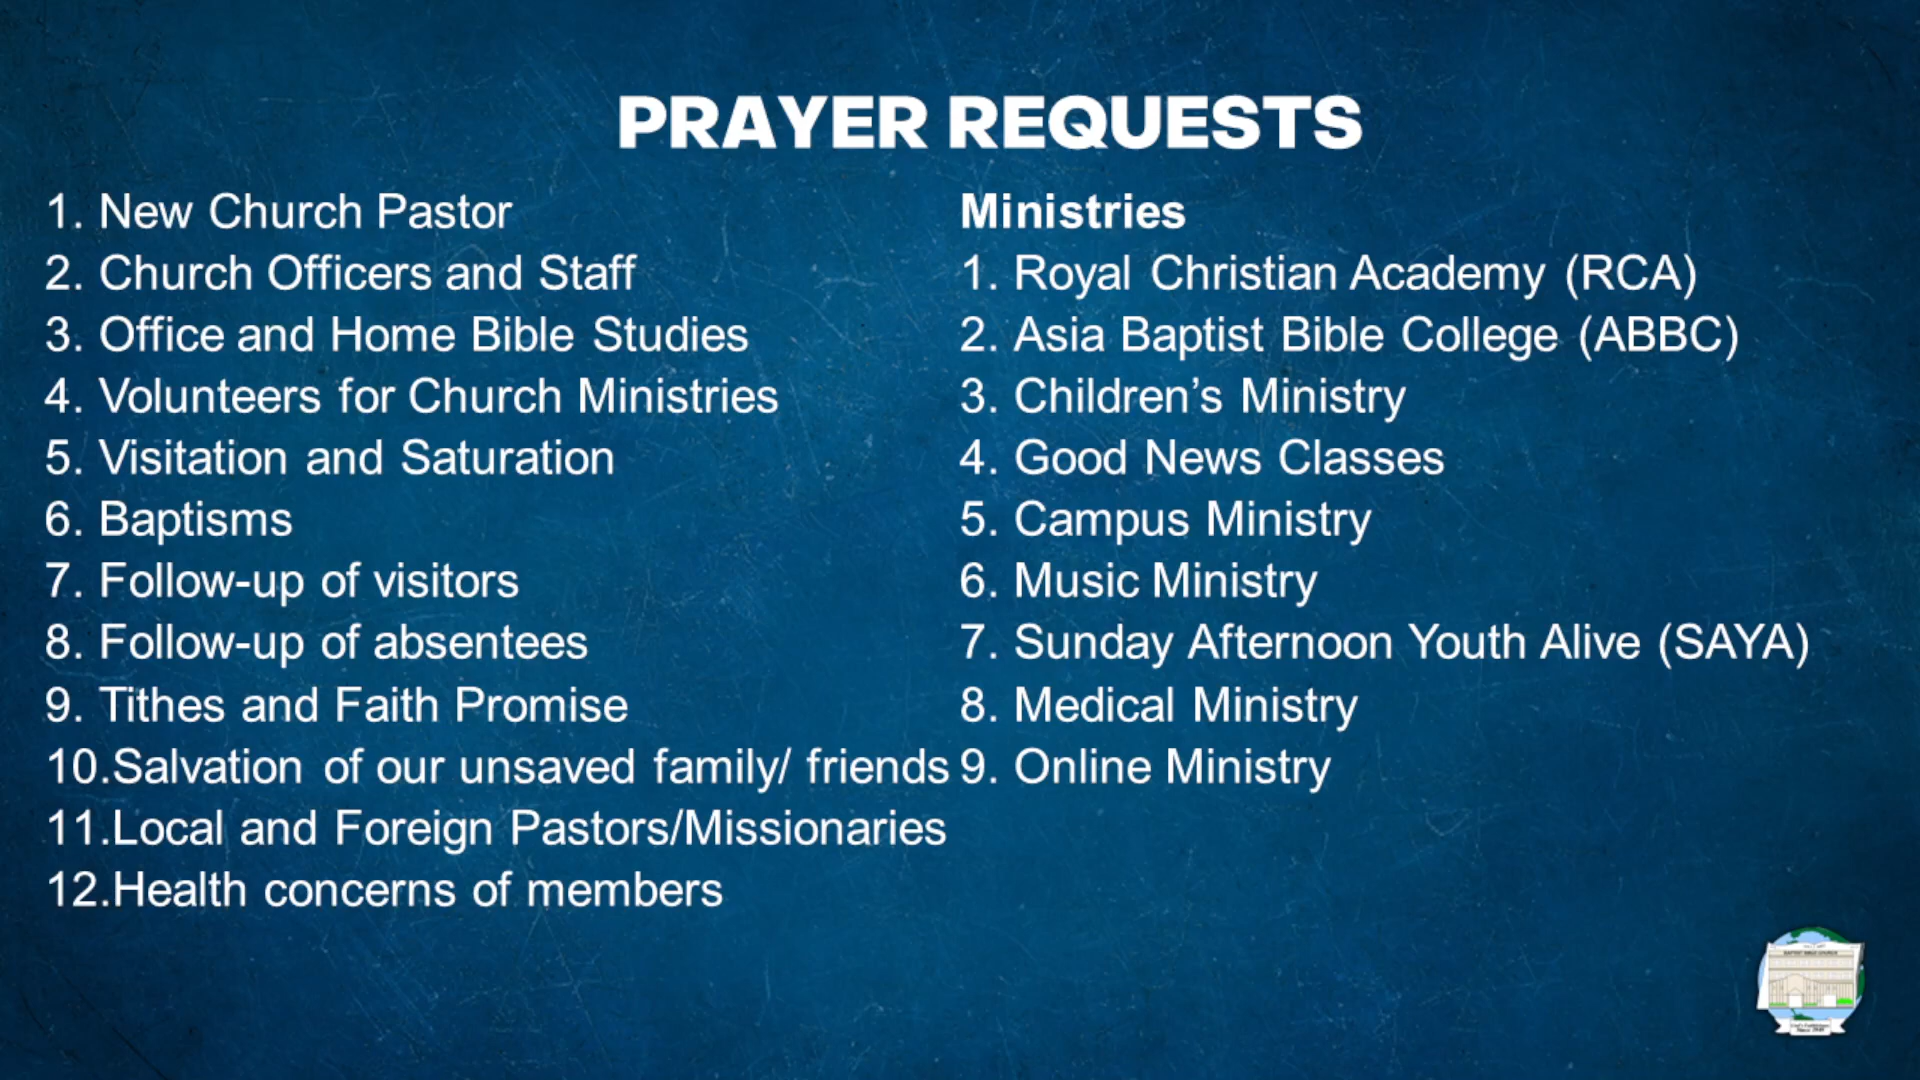 PRAYER REQUESTS
1. New Church Pastor
2. Church Officers and Staff
3. Office and Home Bible Studies
4. Volunteers for Church Ministries
5. Visitation and Saturation
6. Baptisms
7. Follow-up of visitors
8. Follow-up of absentees
9. Tithes and Faith Promise
10.Salvation of our unsaved family/ friends
11.Local and Foreign Pastors/Missionaries
12.Health concerns of members
Ministries
1. Royal Christian Academy (RCA)
2. Asia Baptist Bible College (ABBC)
3. Children’s Ministry
4. Good News Classes
5. Campus Ministry
6. Music Ministry
7. Sunday Afternoon Youth Alive (SAYA)
8. Medical Ministry
9. Online Ministry
BAPTIST BIBLE CHURCH